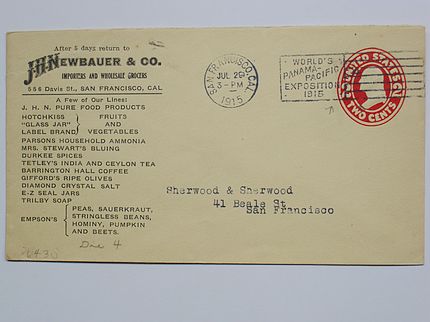 After 5 days return to
J.H. NEWBAUER & CO.
IMPORTERS AND WHOLESALE GROCERS
556 Davis St., SAN FRANCISCO, CAL
A Few of Our Lines:
J. H. N. PURE FOOD PRODUCTS
HOTCHKISS FRUITS
"GLASS JAR" AND
LABEL BRAND VEGETABLES
PARSONS HOUSEHOLD AMMONIA
MRS. STEWART'S BLUING
DURKEE SPICES
TETLEY'S INDIA AND CEYLON TEA
BARRINGTON HALL COFFEE
GIFFORD'S RIPE OLIVES
DIAMOND CRYSTAL SALT
E-Z SEAL JARS
TRILBY SOAP
EMPSON'S PEAS, SAUERKRAUT,
STRINGLESS BEANS,
HOMINY, PUMPKIN
AND BEETS.
SAN FRANCISCO, CAL.
JUL 29
3-PM
1915
WORLD'S
PANAMA-
PACIFIC
EXPOSITION
1915
UNITED STATES
TWO CENTS
Sherwood & Sherwood
41 Beale St
San Francisco